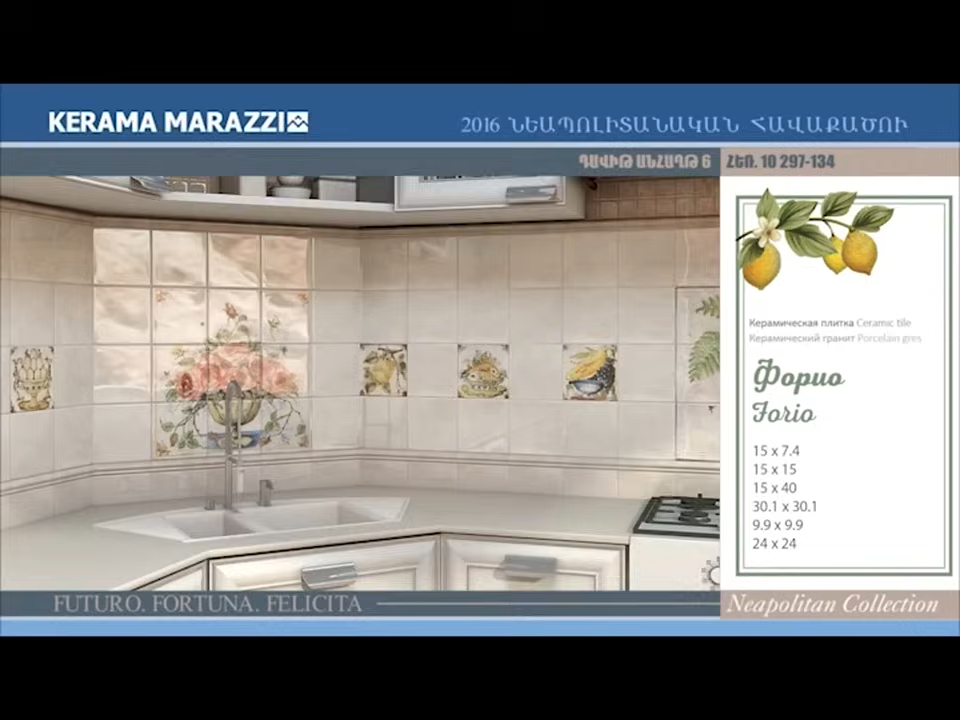 KERAMA MARAZZI
2016 ՆԵԱՊՈԼԻՏԱՆԱԿԱՆ ՀԱՎԱՔԱԾՈՒ
ԴԱՎԻԹ ԱՆՀԱՂԹ 6
ՀԵՌ. 10 297-134
Керамическая плитка Ceramic tile
Керамический гранит Porcelain gres
Форио
Forio
15 x 7.4
15 x 15
15 x 40
30.1 x 30.1
9.9 x 9.9
24 x 24
FUTURO. FORTUNA. FELICITA
Neapolitan Collection